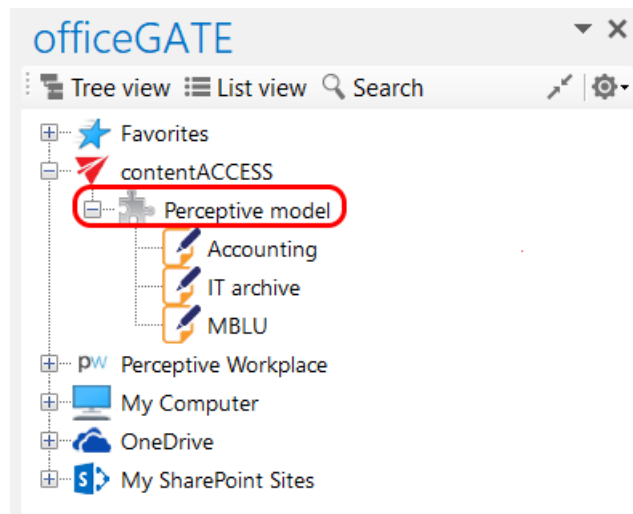 officeGATE
Tree view List view Search
Favorites
contentACCESS
Perceptive model
Accounting
IT archive
MBLU
pw Perceptive Workplace
My Computer
OneDrive
S My SharePoint Sites